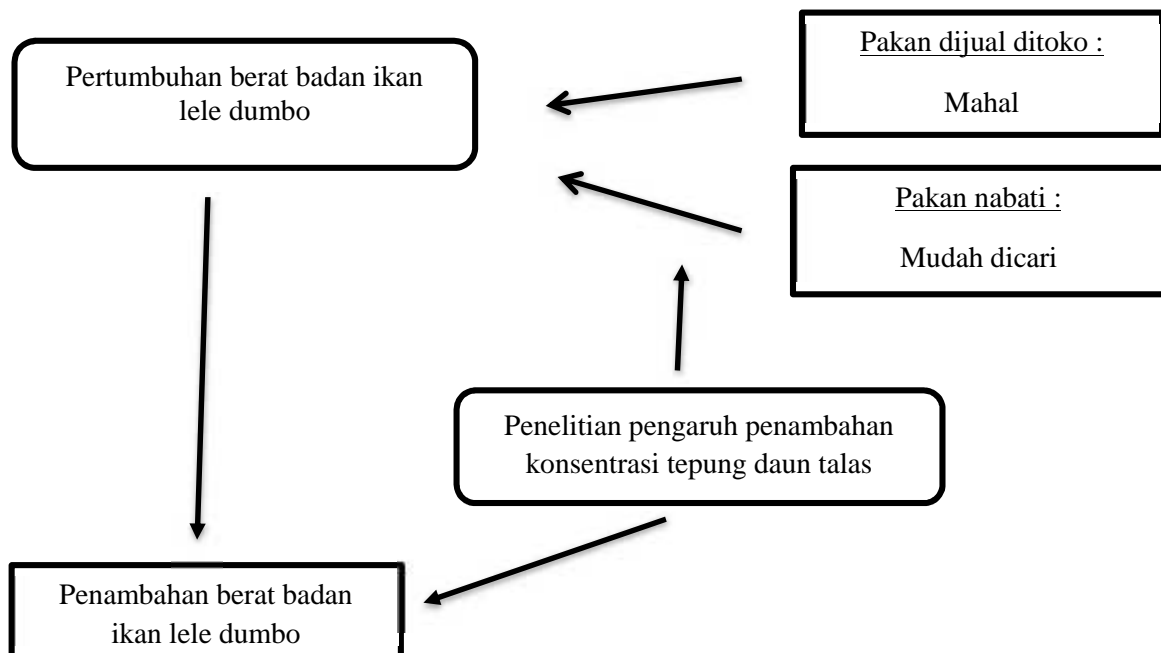 Pertumbuhan berat badan ikan
lele dumbo
Pakan dijual ditoko :
Mahal
Pakan nabati :
Mudah dicari
Penelitian pengaruh penambahan
konsentrasi tepung daun talas
Penambahan berat badan
ikan lele dumbo